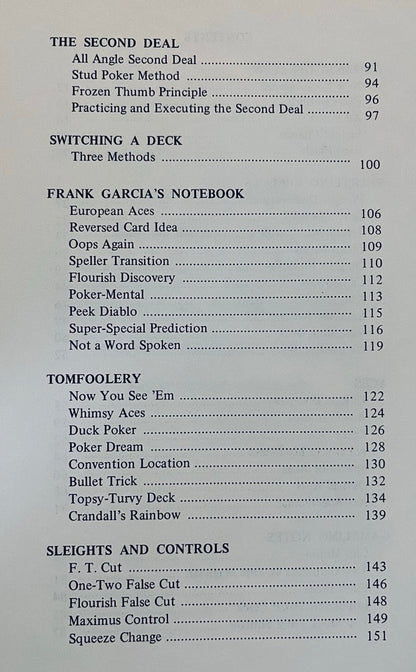 THE SECOND DEAL
All Angle Second Deal ........................................ 91
Stud Poker Method ........................................ 94
Frozen Thumb Principle ........................................ 96
Practicing and Executing the Second Deal ........... 97
SWITCHING A DECK
Three Methods ........................................ 100
FRANK GARCIA'S NOTEBOOK
European Aces ........................................ 106
Reversed Card Idea ........................................ 108
Oops Again ........................................ 109
Speller Transition ........................................ 110
Flourish Discovery ........................................ 112
Poker-Mental ........................................ 113
Peek Diablo ........................................ 115
Super-Special Prediction ........................................ 116
Not a Word Spoken ........................................ 119
TOMFOOLERY
Now You See 'Em ........................................ 122
Whimsy Aces ........................................ 124
Duck Poker ........................................ 126
Poker Dream ........................................ 128
Convention Location ........................................ 130
Bullet Trick ........................................ 132
Topsy-Turvy Deck ........................................ 134
Crandall's Rainbow ........................................ 139
SLEIGHTS AND CONTROLS
F. T. Cut ........................................ 143
One-Two False Cut ........................................ 146
Flourish False Cut ........................................ 148
Maximus Control ........................................ 149
Squeeze Change ........................................ 151